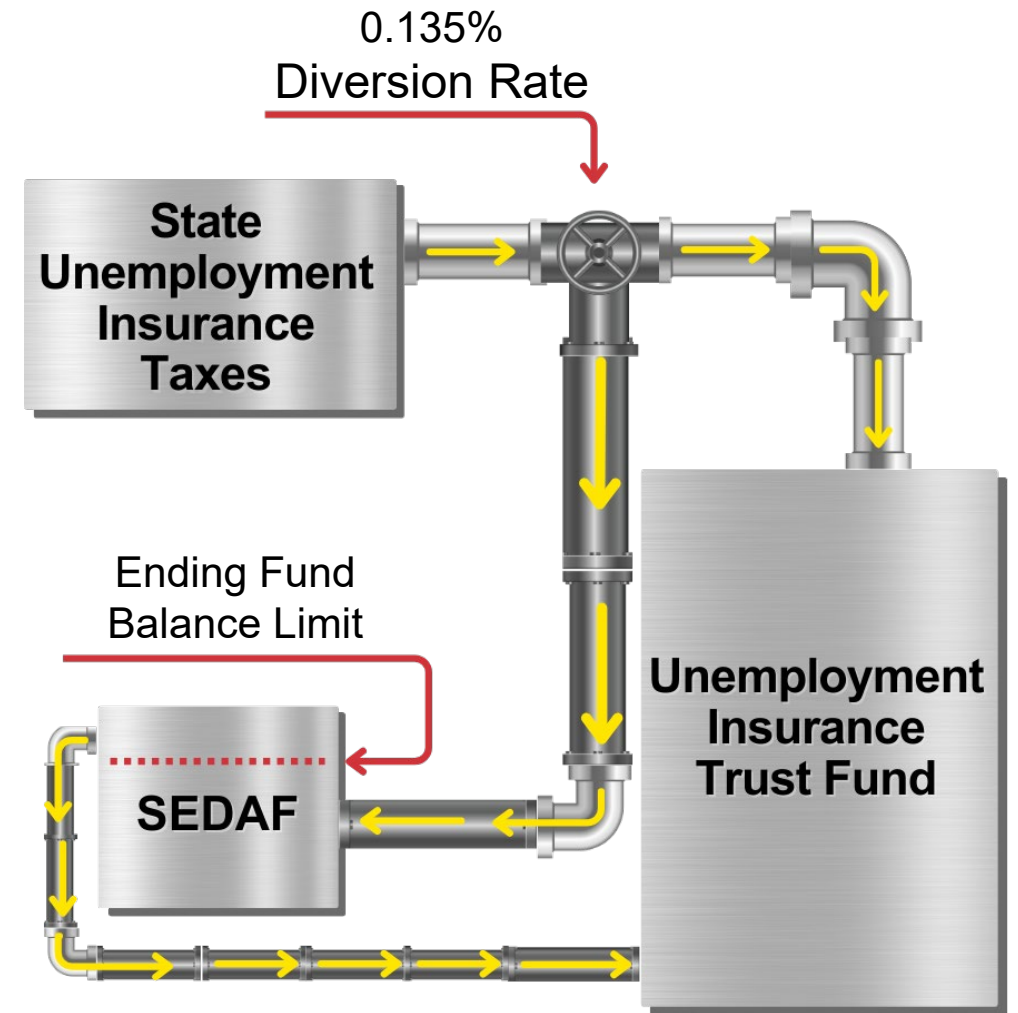 0.135%
Diversion Rate
State
Unemployment
Insurance
Taxes
Ending Fund
Balance Limit
SEDAF
Unemployment
Insurance
Trust Fund